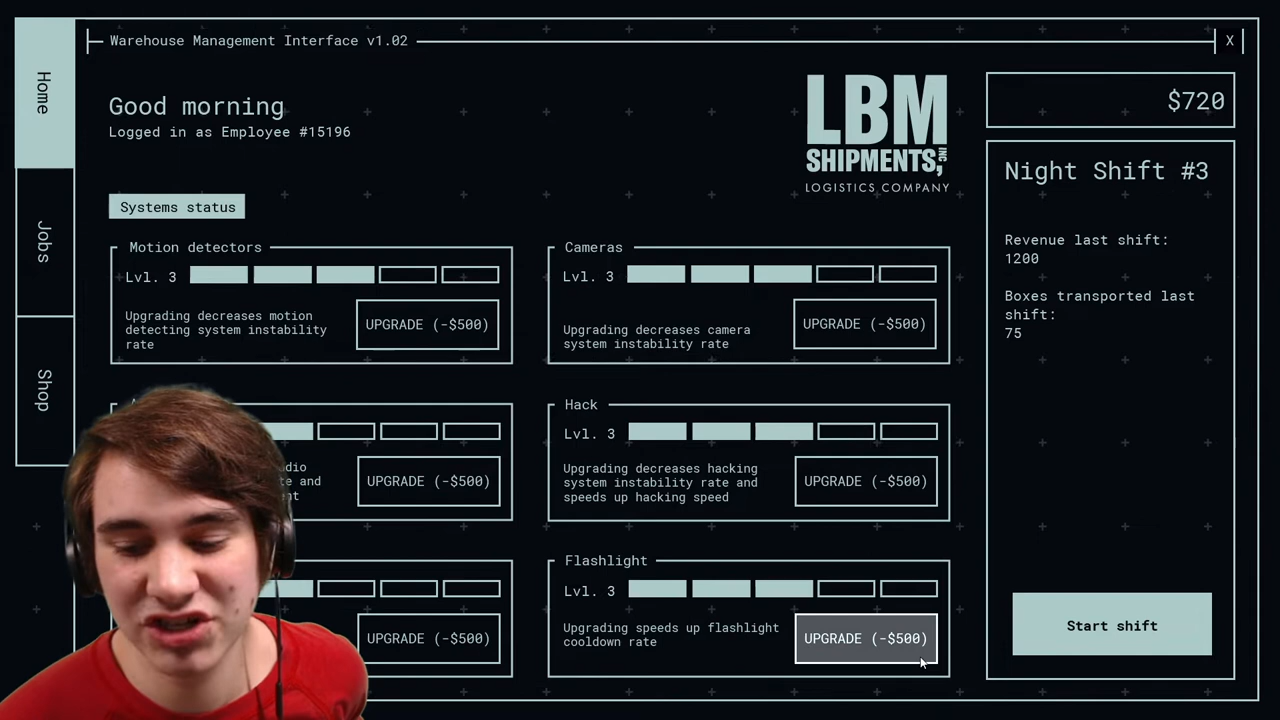 Warehouse Management Interface v1.02
X
Home
Jobs
Shop
Good morning
Logged in as Employee #15196
LBM
SHIPMENTS, INC
LOGISTICS COMPANY
$720
Systems status
Motion detectors
Lvl. 3
Upgrading decreases motion
detecting system instability
rate
UPGRADE (-$500)
Cameras
Lvl. 3
Upgrading decreases camera
system instability rate
UPGRADE (-$500)
UPGRADE (-$500)
Hack
Lvl. 3
Upgrading decreases hacking
system instability rate and
speeds up hacking speed
UPGRADE (-$500)
UPGRADE (-$500)
Flashlight
Lvl. 3
Upgrading speeds up flashlight
cooldown rate
UPGRADE (-$500)
Night Shift #3
Revenue last shift:
1200
Boxes transported last
shift:
75
Start shift